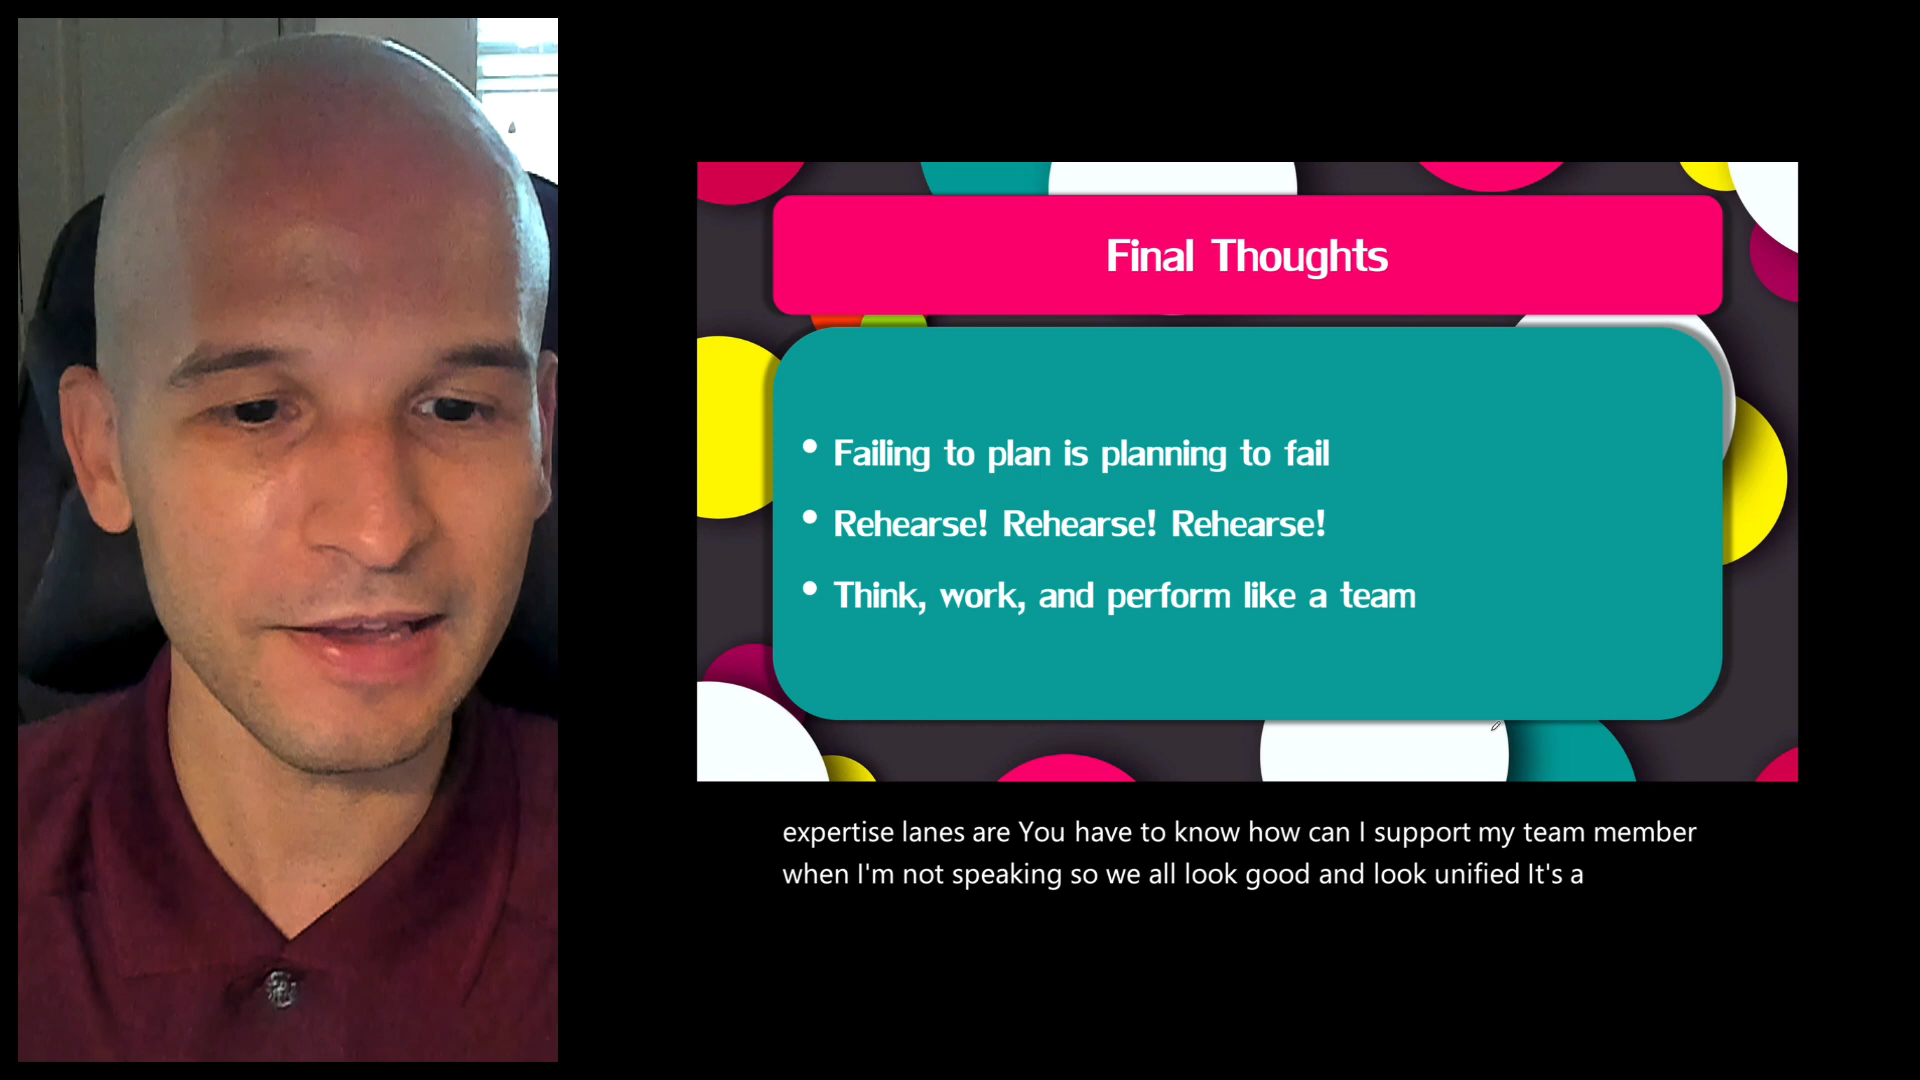 Final Thoughts
• Failing to plan is planning to fail
• Rehearse! Rehearse! Rehearse!
• Think, work, and perform like a team
expertise lanes are You have to know how can I support my team member
when I'm not speaking so we all look good and look unified It's a